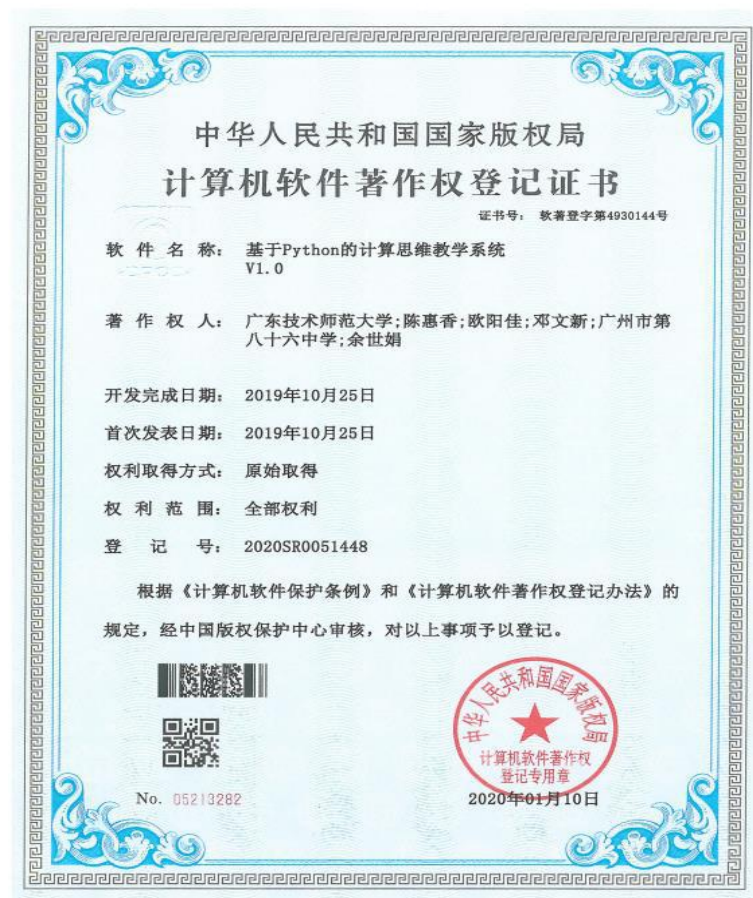 中华人民共和国国家版权局
计算机软件著作权登记证书
证书号： 软著登字第4930144号
软 件 名 称： 基于Python的计算思维教学系统
V1.0
著 作 权 人： 广东技术师范大学;陈惠香;欧阳佳;邓文新;广州市第
八十六中学;余世娟
开发完成日期： 2019年10月25日
首次发表日期： 2019年10月25日
权利取得方式： 原始取得
权 利 范 围： 全部权利
登 记 号： 2020SR0051448
根据《计算机软件保护条例》和《计算机软件著作权登记办法》的
规定，经中国版权保护中心审核，对以上事项予以登记。
中华人民共和国国家版权局
计算机软件著作权
登记专用章
No. 05213282
2020年01月10日